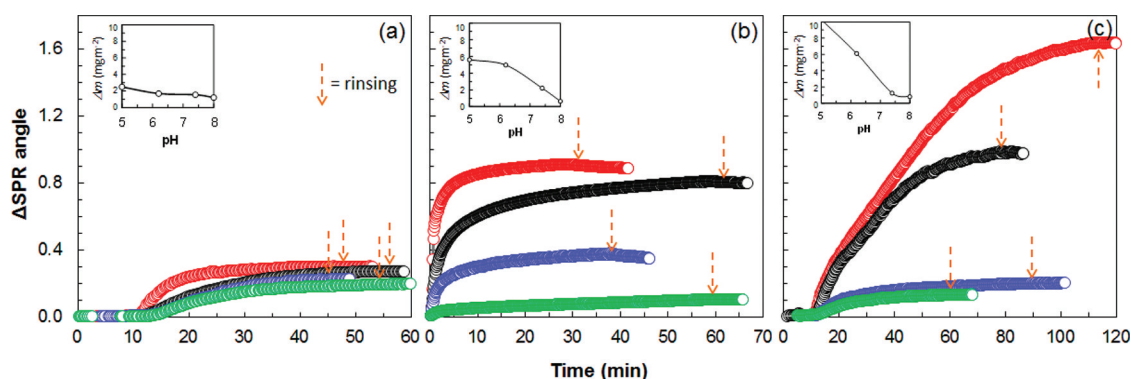 (a)
(b)
(c)
ΔSPR angle
1.6
1.2
0.8
0.4
0.0
0 10 20 30 40 50 60
0 10 20 30 40 50 60 70
0 20 40 60 80 100 120
Time (min)
= rinsing
Δm (mgm⁻²)
10
8
6
4
2
0
5 6 7 8
pH
Δm (mgm⁻²)
10
8
6
4
2
0
5 6 7 8
pH
Δm (mgm⁻²)
10
8
6
4
2
0
5 6 7 8
pH